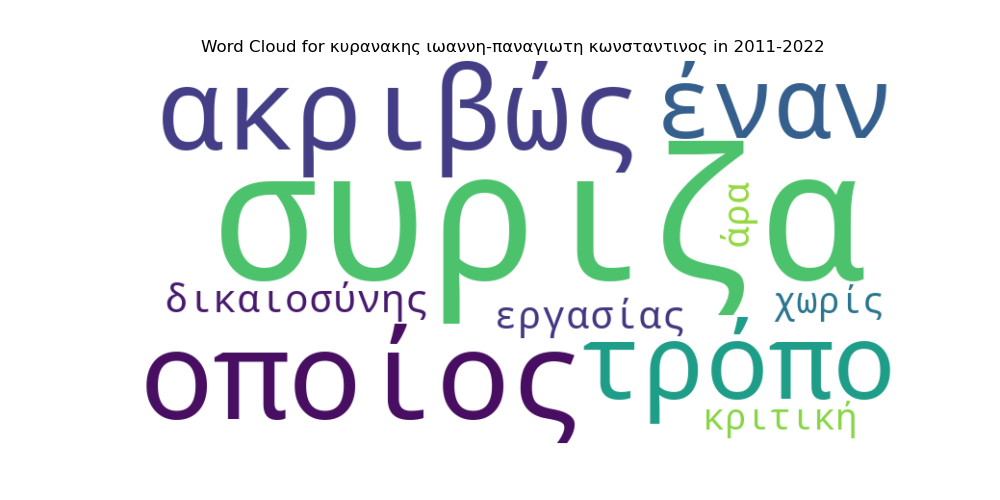 Word Cloud for κυρανακης ιωαννη-παναγιωτη κωνσταντινος in 2011-2022
ακριβώς έναν
συριζα
άρα
δικαιοσύνης εργασίας χωρίς
οποίος τρόπο
κριτική